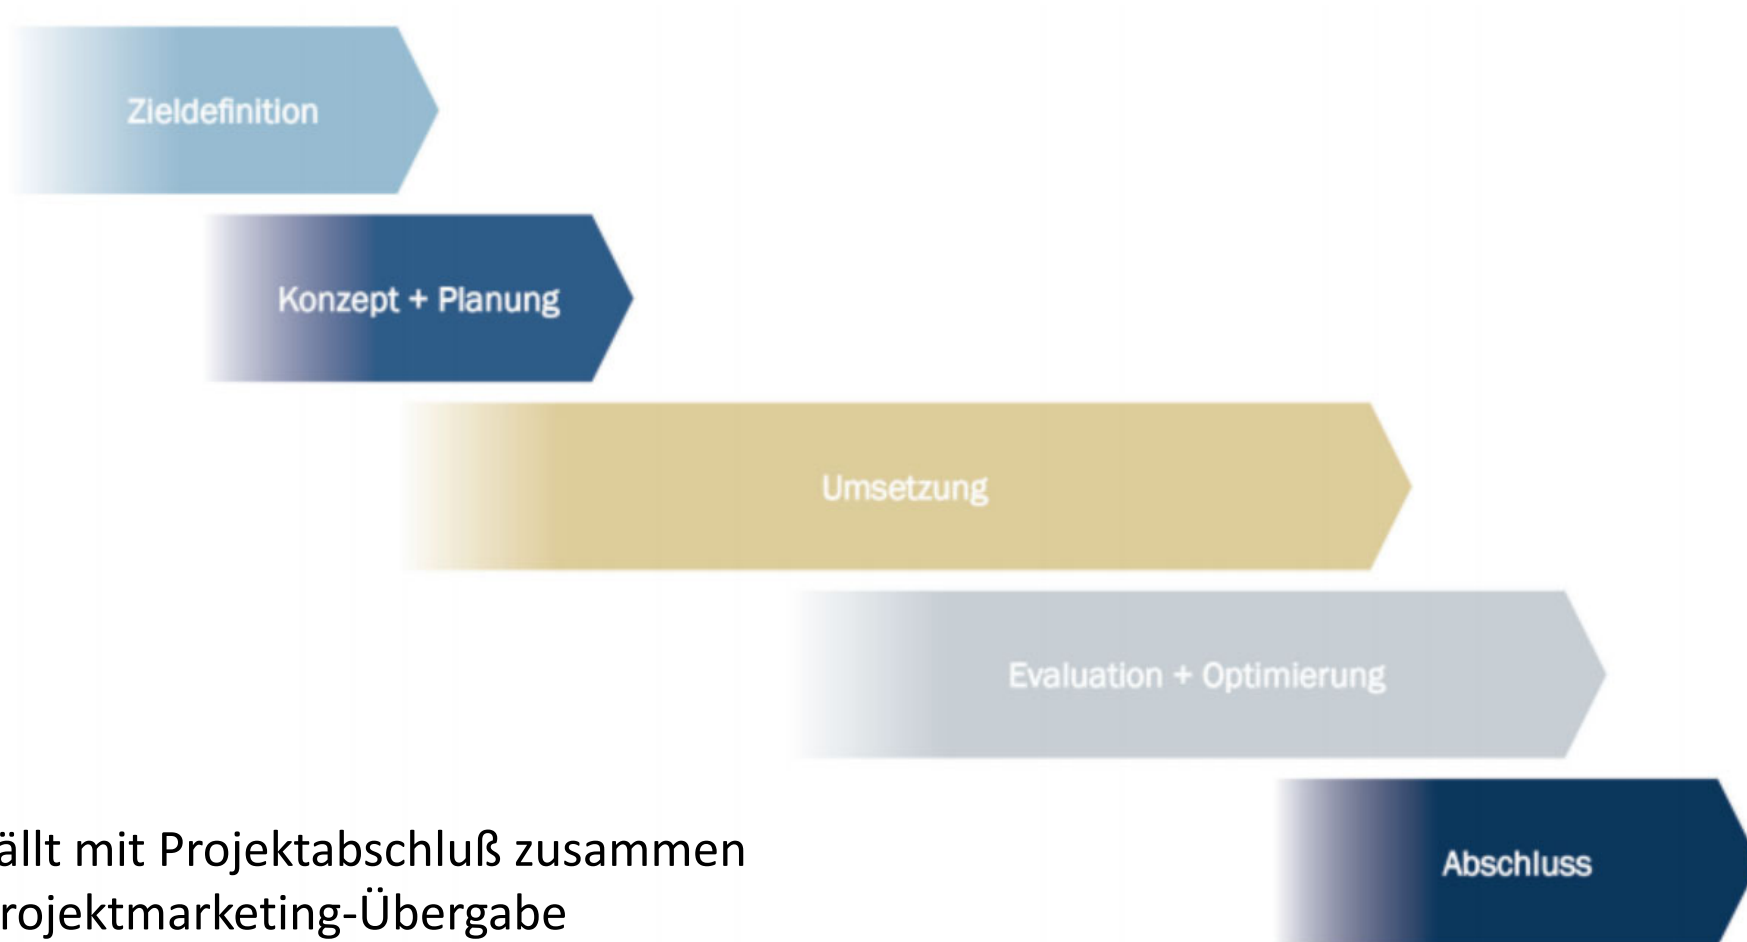 Zieldefinition
Konzept + Planung
Umsetzung
Evaluation + Optimierung
ällt mit Projektabschluß zusammen
rojektmarketing-Übergabe
Abschluss